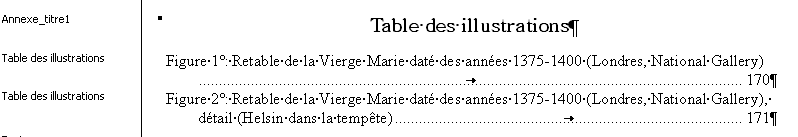 Annexe_titre1
Table des illustrations¶
Table des illustrations
Figure 1°: Retable de la Vierge Marie daté des années 1375-1400 (Londres, National Gallery)
170¶
Table des illustrations
Figure 2°: Retable de la Vierge Marie daté des années 1375-1400 (Londres, National Gallery),
détail (Helsin dans la tempête) 171¶